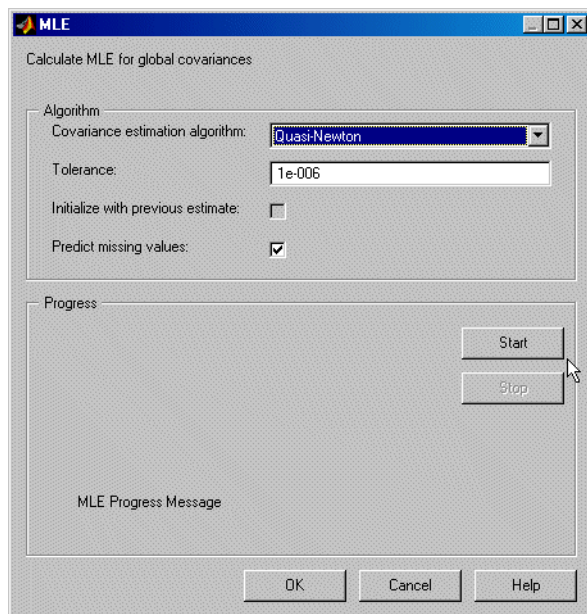 MLE
Calculate MLE for global covariances
Algorithm
Covariance estimation algorithm: Quasi-Newton
Tolerance: 1e-006
Initialize with previous estimate:
Predict missing values:
Progress
Start
Stop
MLE Progress Message
OK Cancel Help